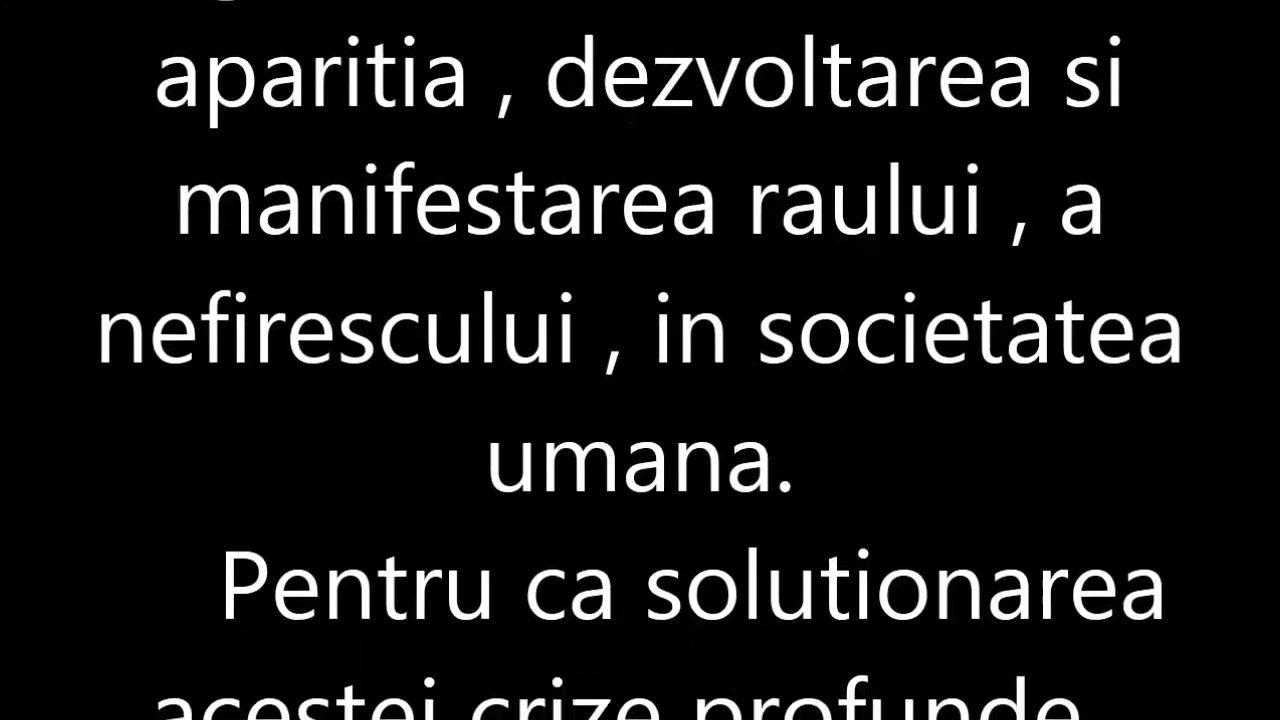 aparitia , dezvoltarea si
manifestarea raului , a
nefirescului , in societatea
umana.
Pentru ca solutionarea
acestei crize profunde